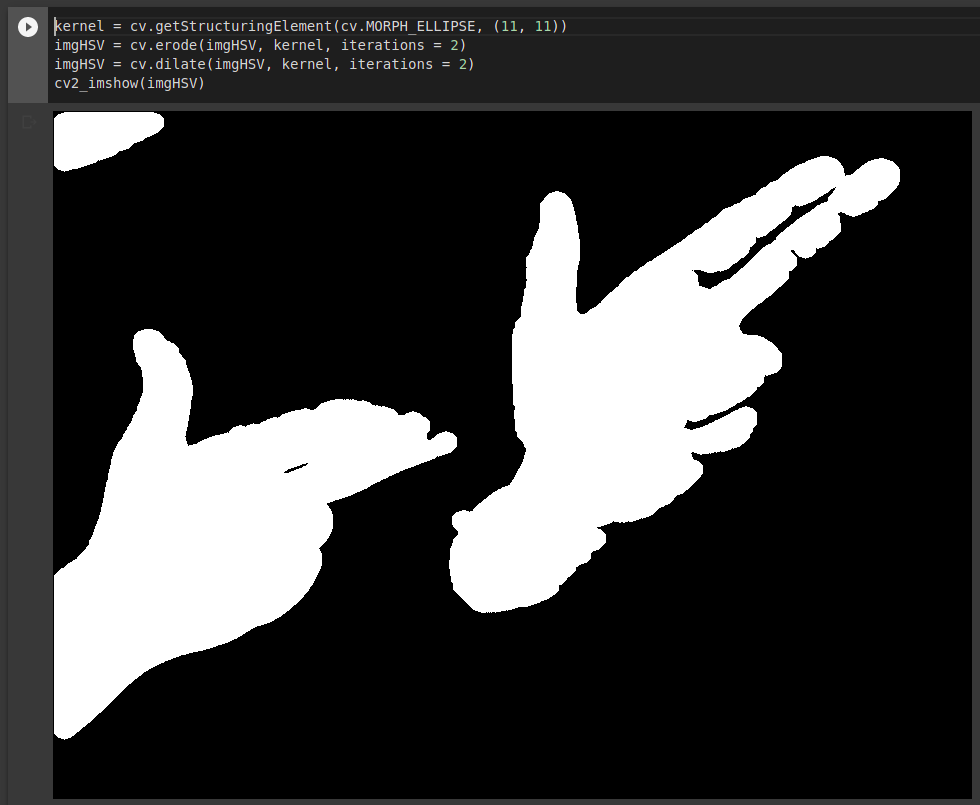 kernel = cv.getStructuringElement(cv.MORPH_ELLIPSE, (11, 11))
imgHSV = cv.erode(imgHSV, kernel, iterations = 2)
imgHSV = cv.dilate(imgHSV, kernel, iterations = 2)
cv2_imshow(imgHSV)